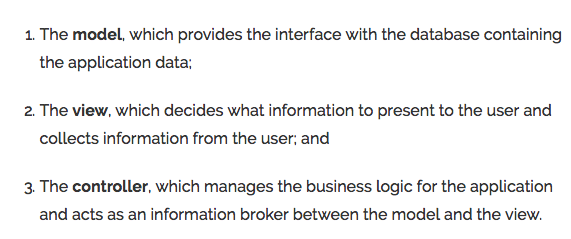 1. The model, which provides the interface with the database containing
the application data;
2. The view, which decides what information to present to the user and
collects information from the user; and
3. The controller, which manages the business logic for the application
and acts as an information broker between the model and the view.